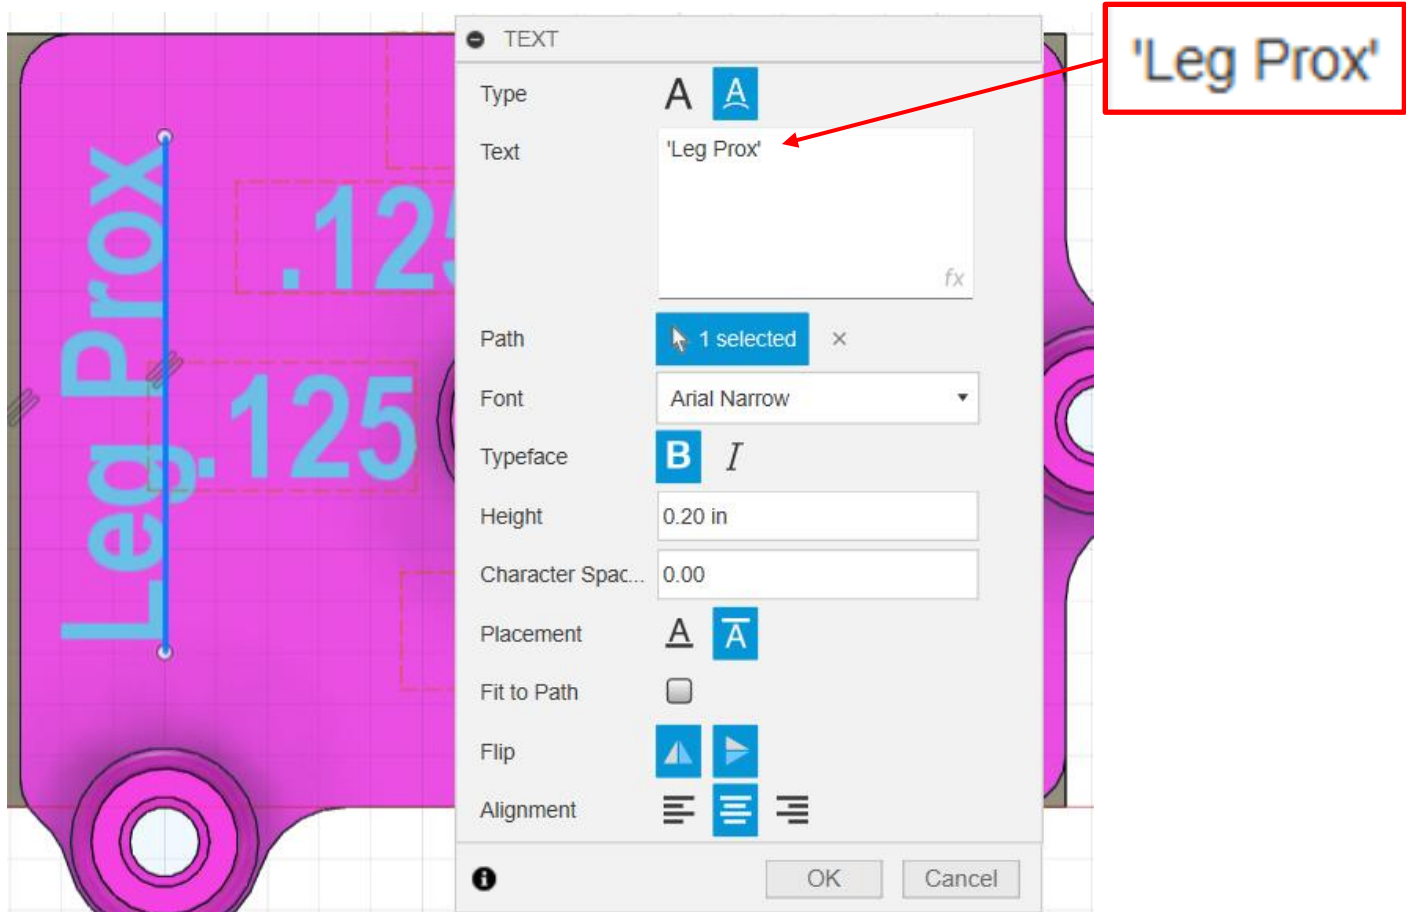 TEXT
'Leg Prox'
Type
A A
Text
'Leg Prox'
fx
Leg Prox
.125
.125
Path
1 selected ×
Font
Arial Narrow
Typeface
B I
Height
0.20 in
Character Spac...
0.00
Placement
A A
Fit to Path
Flip
Alignment
OK Cancel